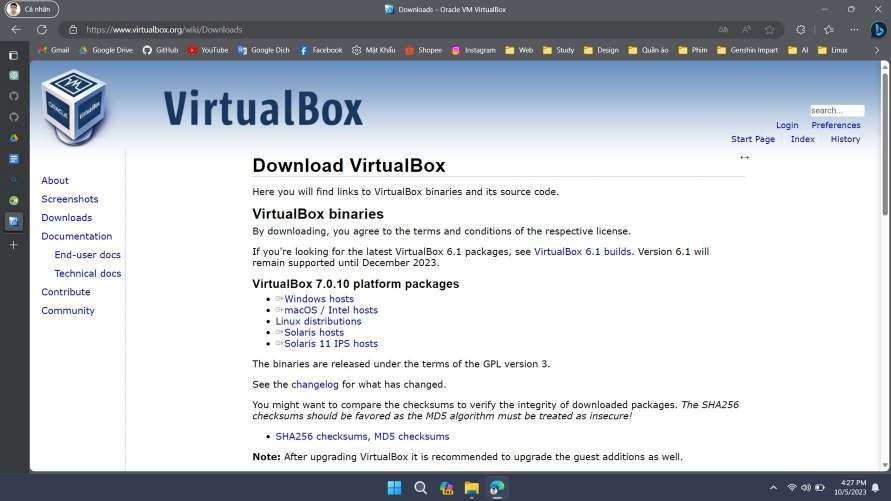 Cá nhân
Downloads – Oracle VM VirtualBox
https://www.virtualbox.org/wiki/Downloads
Gmail
Google Drive
GitHub
YouTube
Google Dịch
Facebook
Mật Khẩu
Shopee
Instagram
Web
Study
Design
Quần áo
Phim
Genshin Impart
AI
Linux
ORACLE
VirtualBox
VirtualBox
search...
Login
Preferences
Start Page
Index
History
About
Screenshots
Downloads
Documentation
End-user docs
Technical docs
Contribute
Community
Download VirtualBox
Here you will find links to VirtualBox binaries and its source code.
VirtualBox binaries
By downloading, you agree to the terms and conditions of the respective license.
If you're looking for the latest VirtualBox 6.1 packages, see VirtualBox 6.1 builds. Version 6.1 will
remain supported until December 2023.
VirtualBox 7.0.10 platform packages
Windows hosts
macOS / Intel hosts
Linux distributions
Solaris hosts
Solaris 11 IPS hosts
The binaries are released under the terms of the GPL version 3.
See the changelog for what has changed.
You might want to compare the checksums to verify the integrity of downloaded packages. The SHA256
checksums should be favored as the MD5 algorithm must be treated as insecure!
SHA256 checksums, MD5 checksums
Note: After upgrading VirtualBox it is recommended to upgrade the guest additions as well.
4:27 PM
10/5/2023